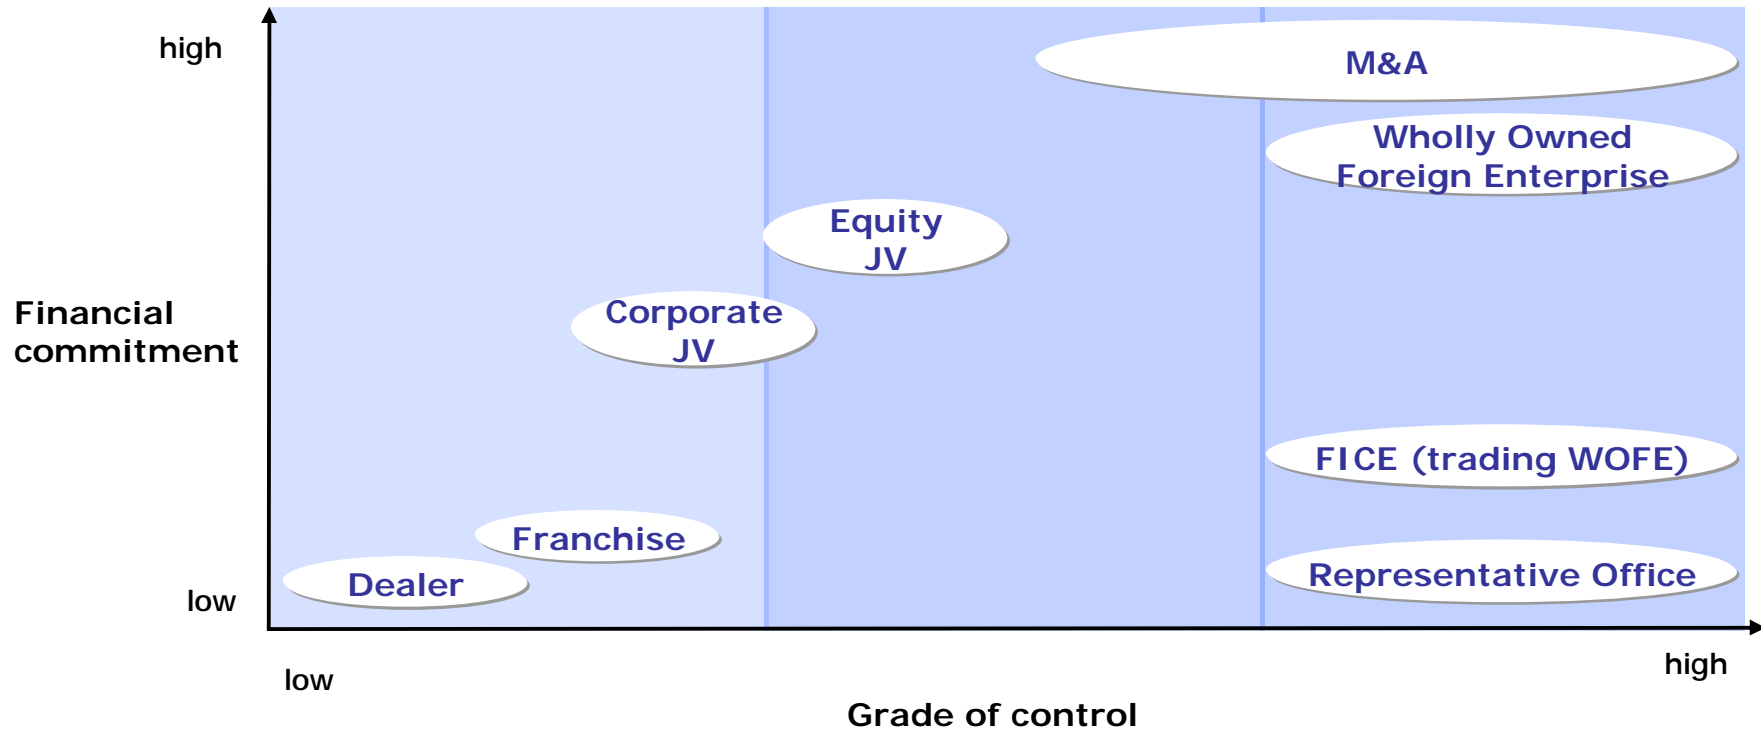 high
M&A
Wholly Owned
Foreign Enterprise
Equity
JV
Corporate
JV
Financial
commitment
FICE (trading WOFE)
Franchise
Representative Office
Dealer
low
high
low
Grade of control